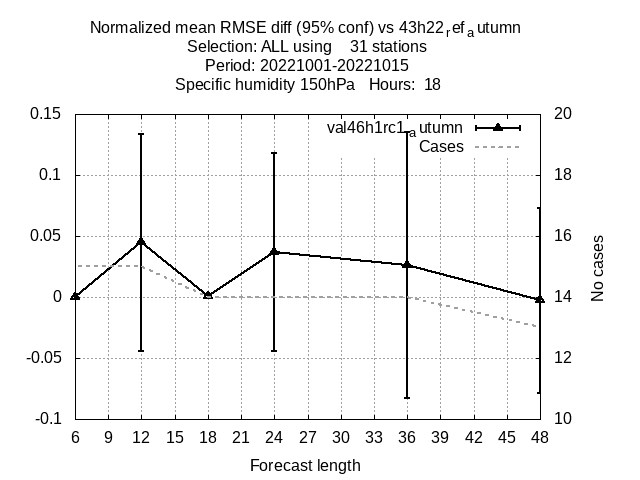 Normalized mean RMSE diff (95% conf) vs 43h22ref autumn
Selection: ALL using 31 stations
Period: 20221001-20221015
Specific humidity 150hPa Hours: 18
val46h1rc1autumn
Cases
0.15
0.1
0.05
0
-0.05
-0.1
20
18
16
14
12
10
No cases
6 9 12 15 18 21 24 27 30 33 36 39 42 45 48
Forecast length